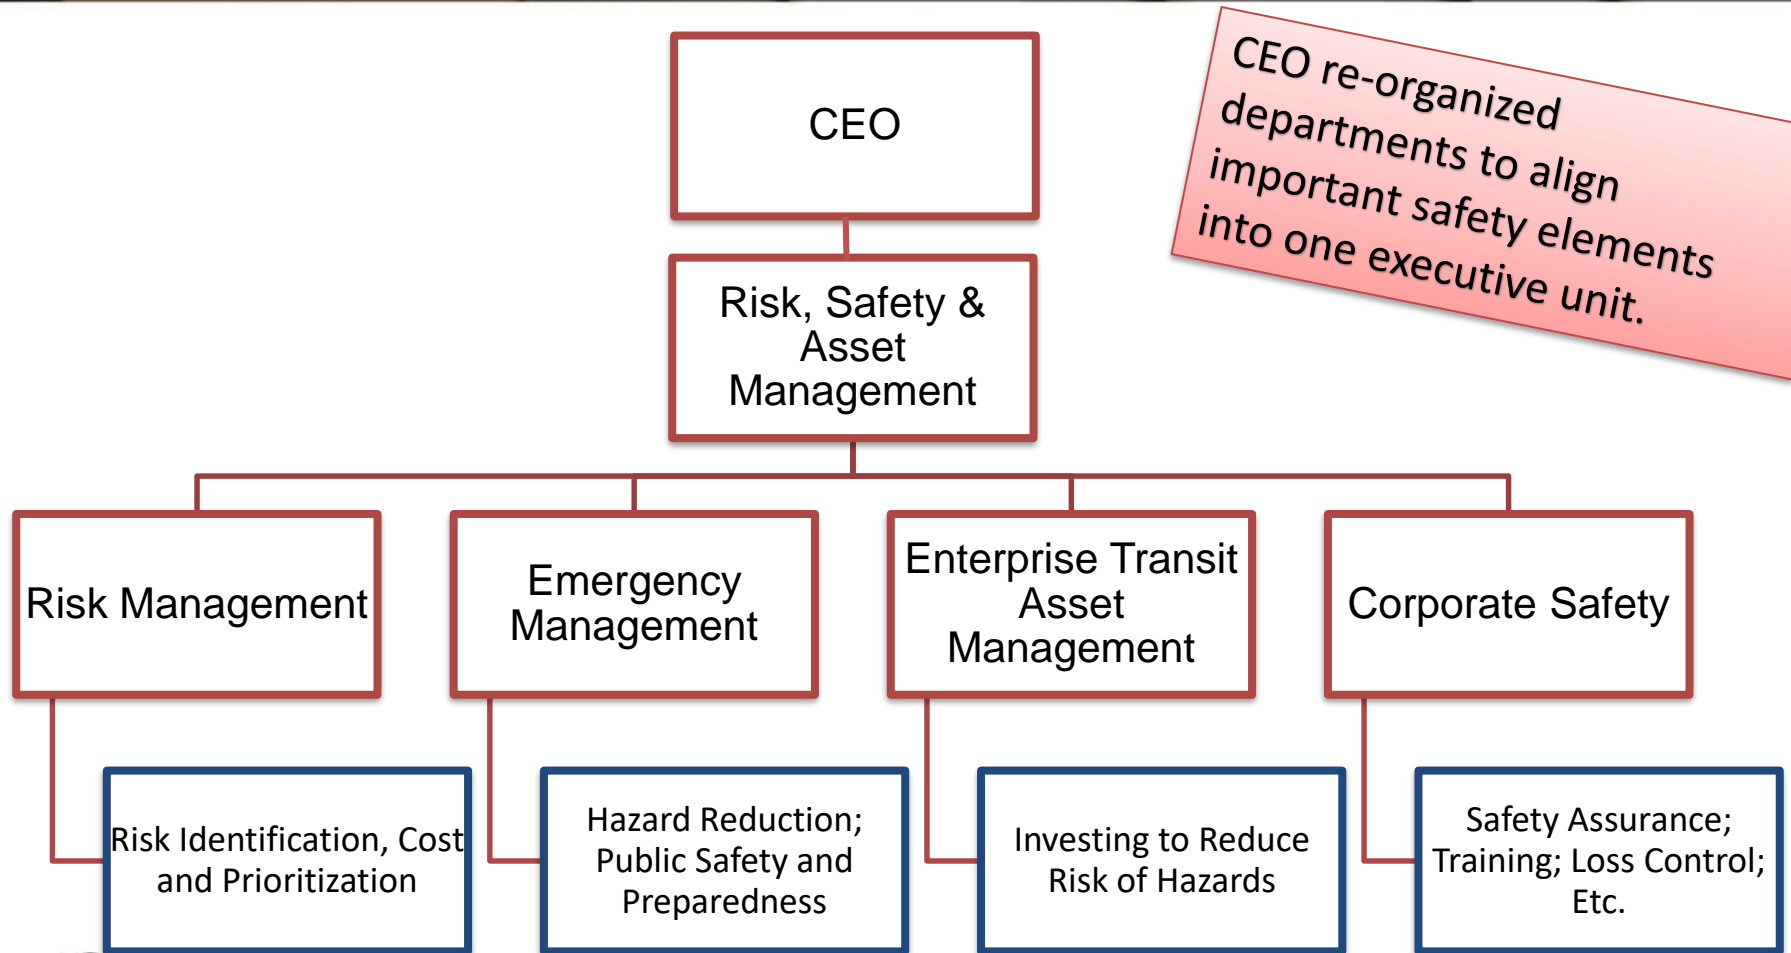 CEO
CEO re-organized
departments to align
important safety elements
into one executive unit.
Risk, Safety &
Asset
Management
Risk Management
Emergency
Management
Enterprise Transit
Asset
Management
Corporate Safety
Risk Identification, Cost
and Prioritization
Hazard Reduction;
Public Safety and
Preparedness
Investing to Reduce
Risk of Hazards
Safety Assurance;
Training; Loss Control;
Etc.